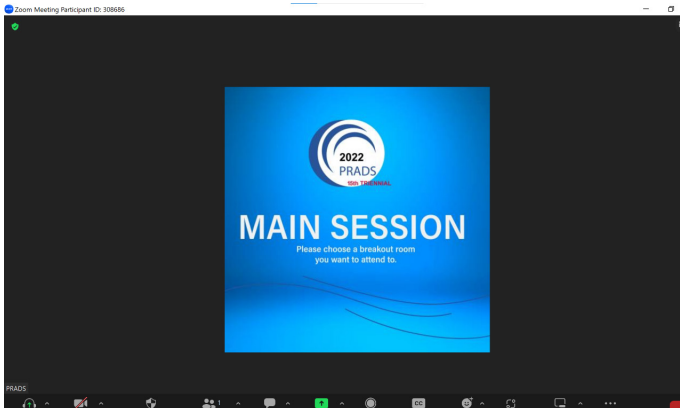 Zoom Meeting Participant ID: 308686
2022
PRADS
15th TRIENNIAL
MAIN SESSION
Please choose a breakout room
you want to attend to.
PRADS
1
CC